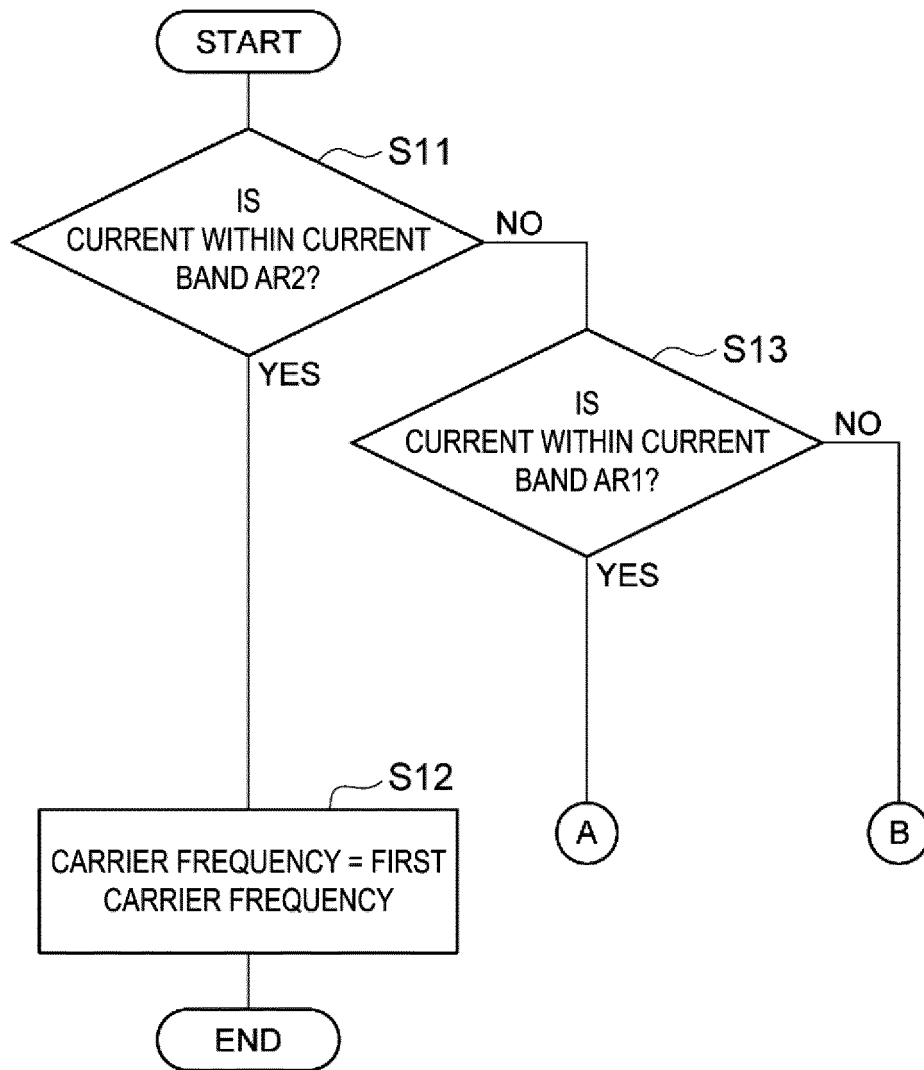 START
S11
IS
CURRENT WITHIN CURRENT
BAND AR2?
NO
YES
S13
IS
CURRENT WITHIN CURRENT
BAND AR1?
NO
YES
S12
CARRIER FREQUENCY = FIRST
CARRIER FREQUENCY
A
B
END